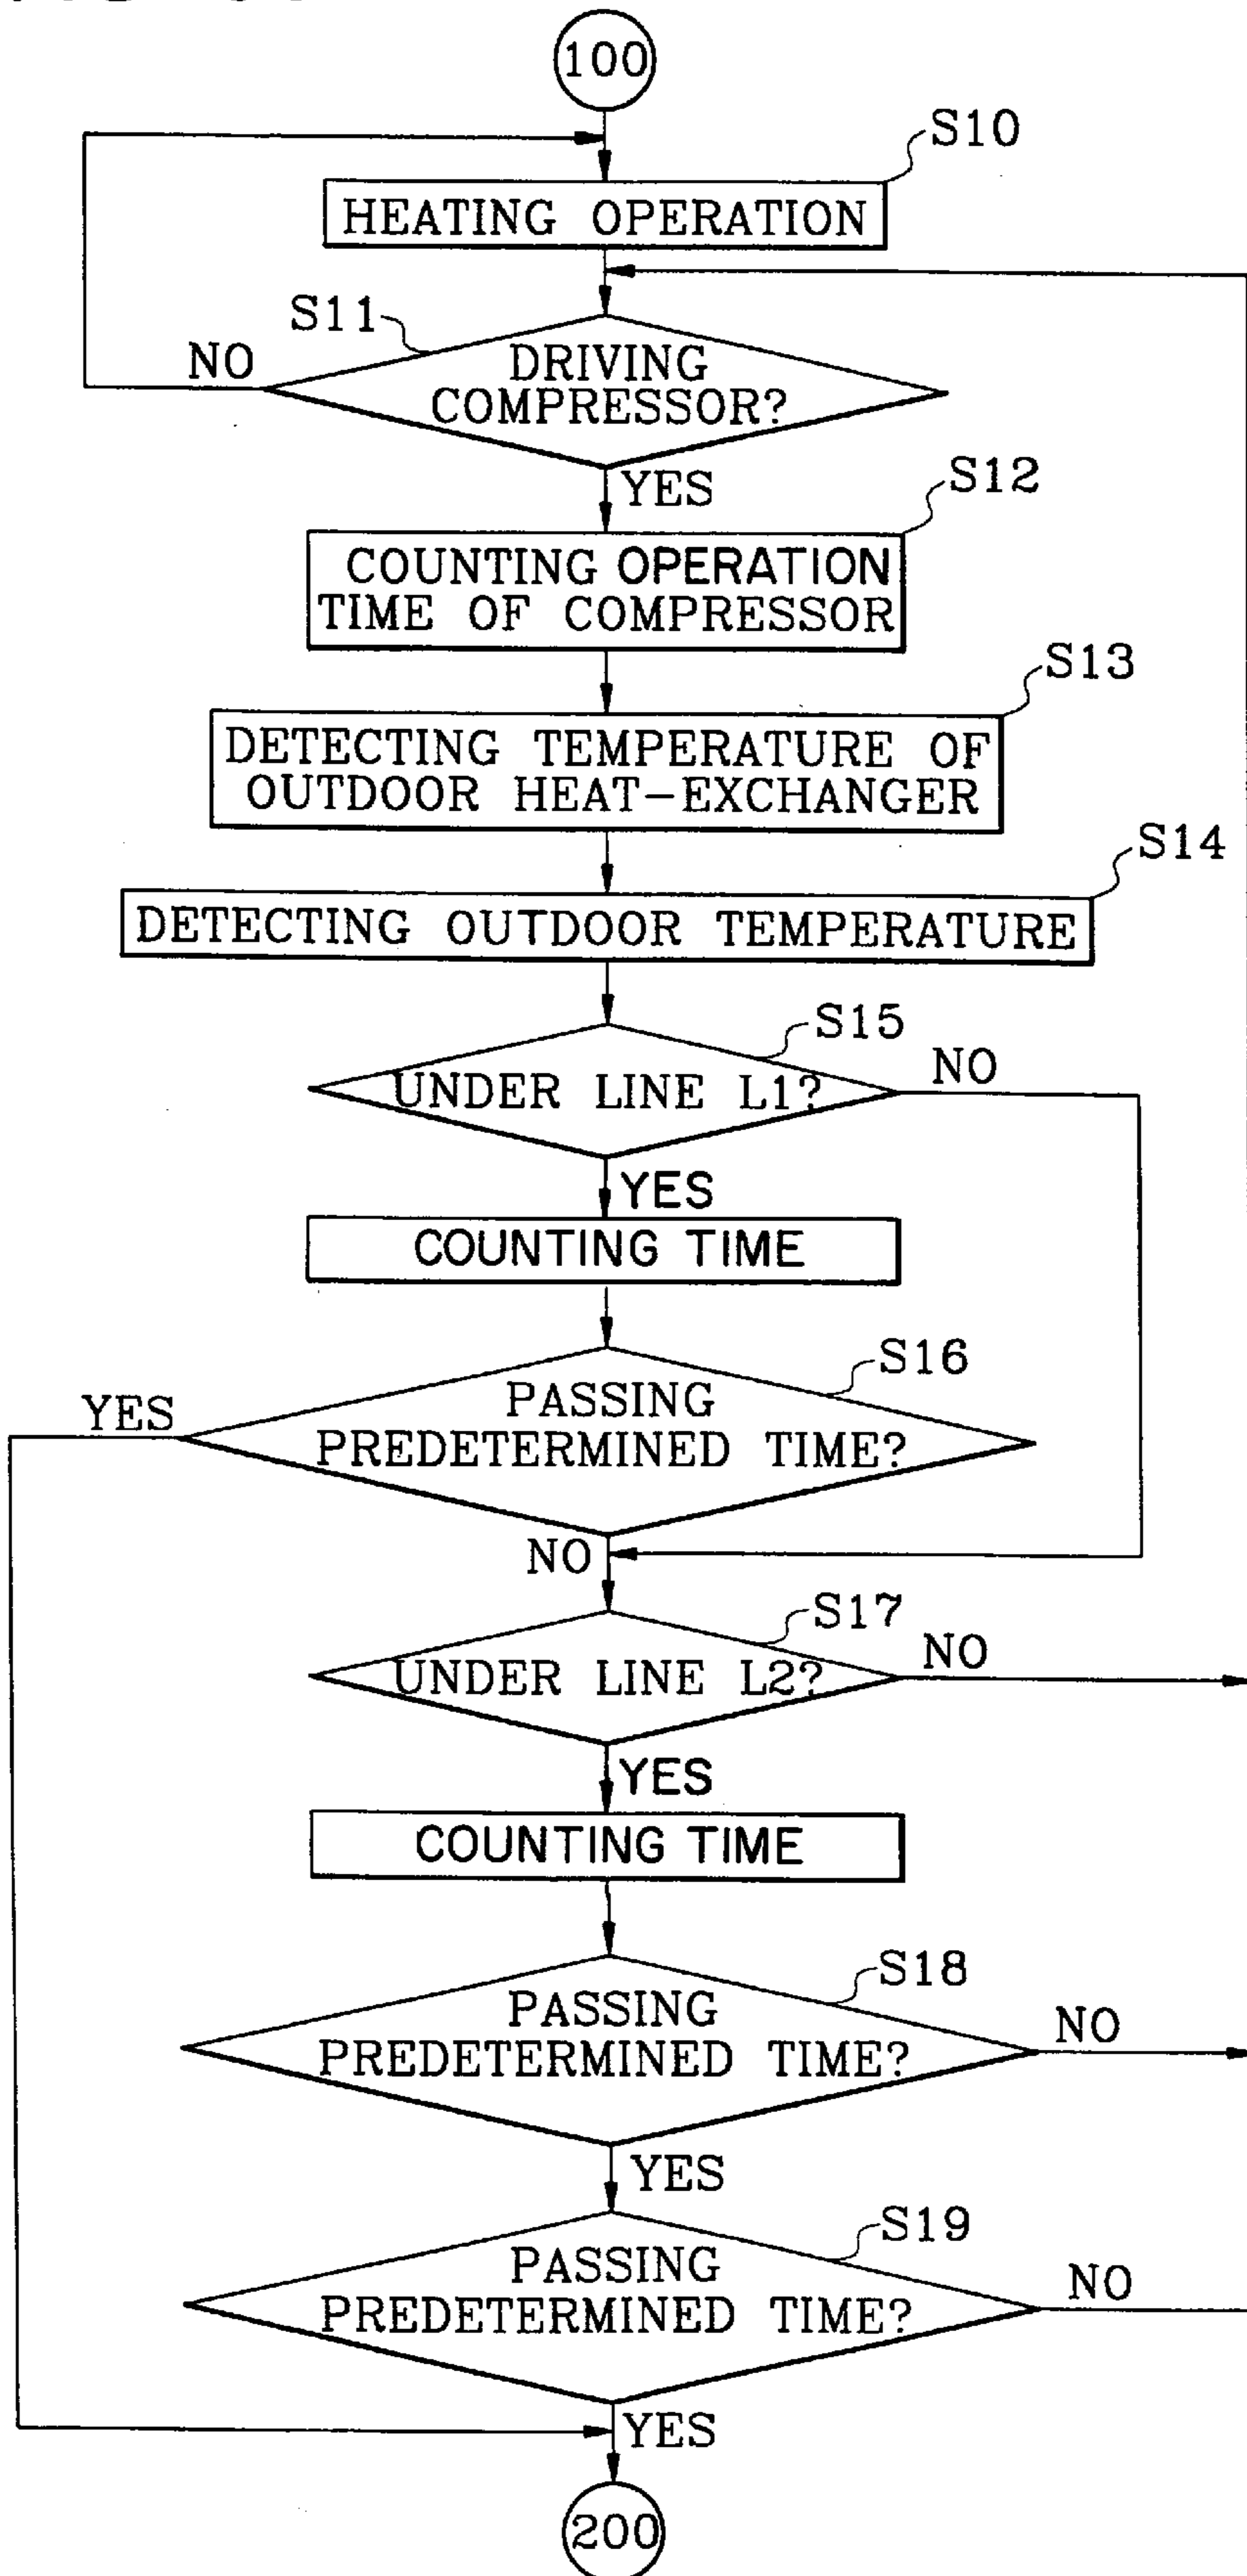 100
S10
HEATING OPERATION
S11
NO
DRIVING
COMPRESSOR?
YES
S12
COUNTING OPERATION
TIME OF COMPRESSOR
S13
DETECTING TEMPERATURE OF
OUTDOOR HEAT-EXCHANGER
S14
DETECTING OUTDOOR TEMPERATURE
S15
NO
UNDER LINE L1?
YES
COUNTING TIME
S16
YES
PASSING
PREDETERMINED TIME?
NO
S17
NO
UNDER LINE L2?
YES
COUNTING TIME
S18
PASSING
PREDETERMINED TIME?
NO
YES
S19
PASSING
PREDETERMINED TIME?
NO
YES
200